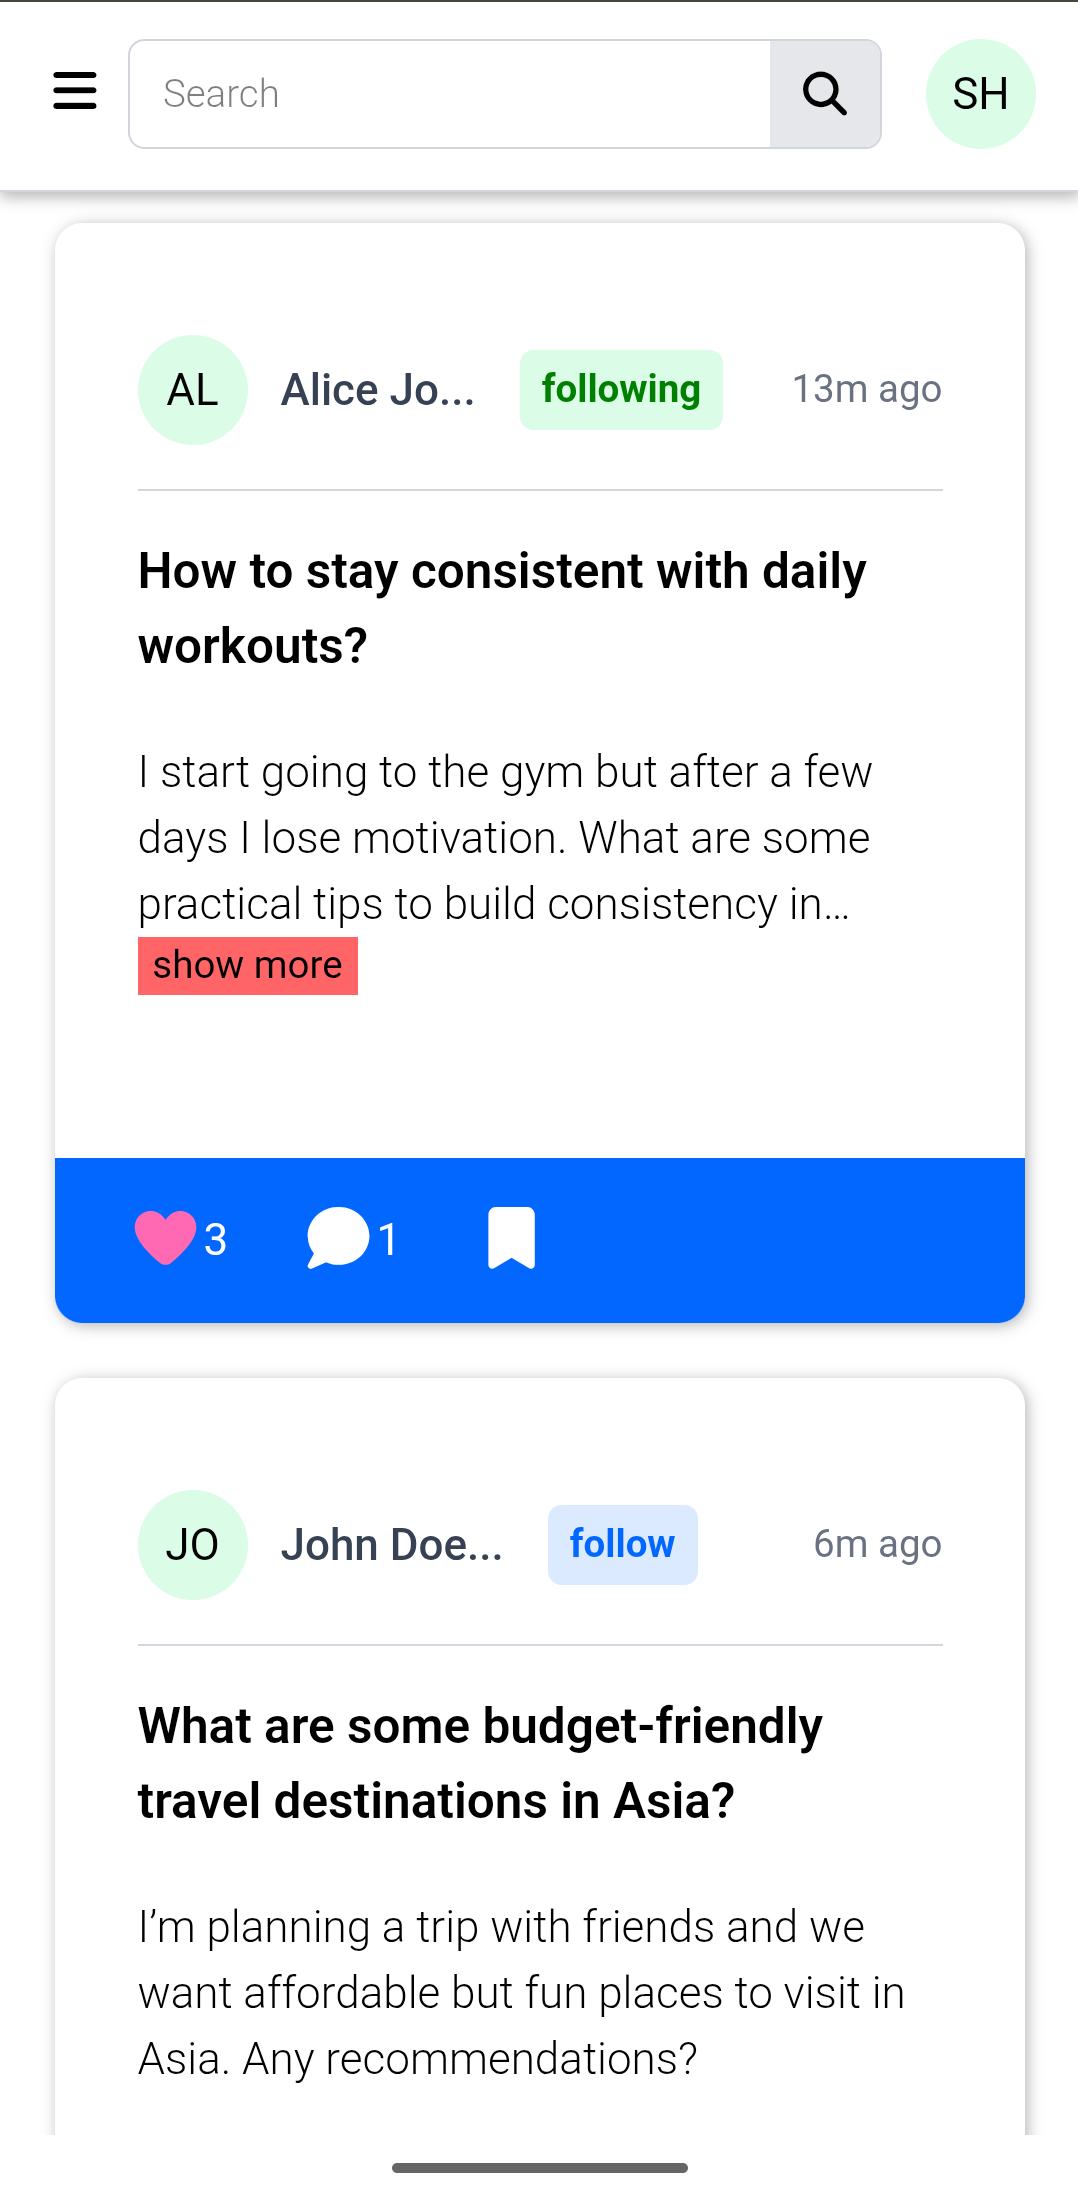 Search
SH
AL
Alice Jo...
following
13m ago
How to stay consistent with daily
workouts?
I start going to the gym but after a few
days I lose motivation. What are some
practical tips to build consistency in...
show more
3
1
JO
John Doe...
follow
6m ago
What are some budget-friendly
travel destinations in Asia?
I’m planning a trip with friends and we
want affordable but fun places to visit in
Asia. Any recommendations?